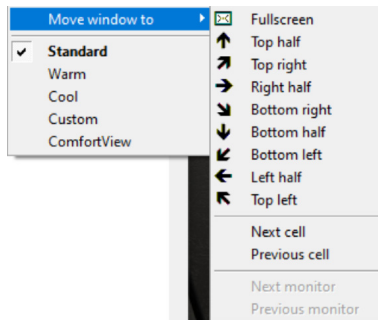 Move window to
Standard
Warm
Cool
Custom
ComfortView
Fullscreen
Top half
Top right
Right half
Bottom right
Bottom half
Bottom left
Left half
Top left
Next cell
Previous cell
Next monitor
Previous monitor